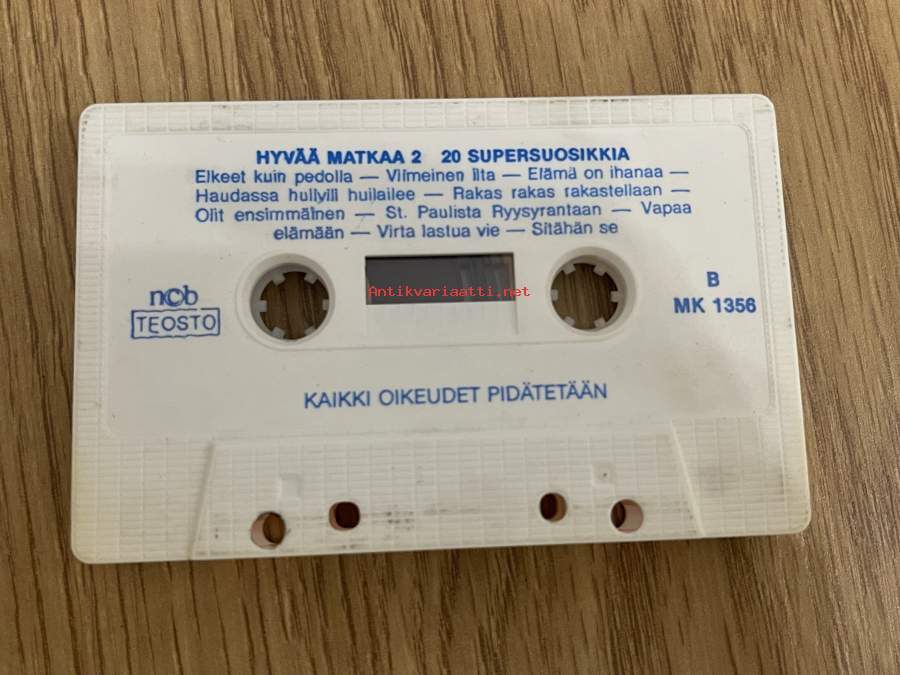 HYVÄÄ MATKAA 2 20 SUPERSUOSIKKIA
Elkeet kuin pedolla — Viimeinen ilta — Elämä on ihanaa —
Haudassa hullyili huilailee — Rakas rakas rakastellaan —
Olit ensimmäinen — St. Paulista Ryysyrantaan — Vapaa
elämään — Virta lastua vie — Sitähän se
ncb
TEOSTO
Antikvariaatti.net
B
MK 1356
KAIKKI OIKEUDET PIDÄTETÄÄN